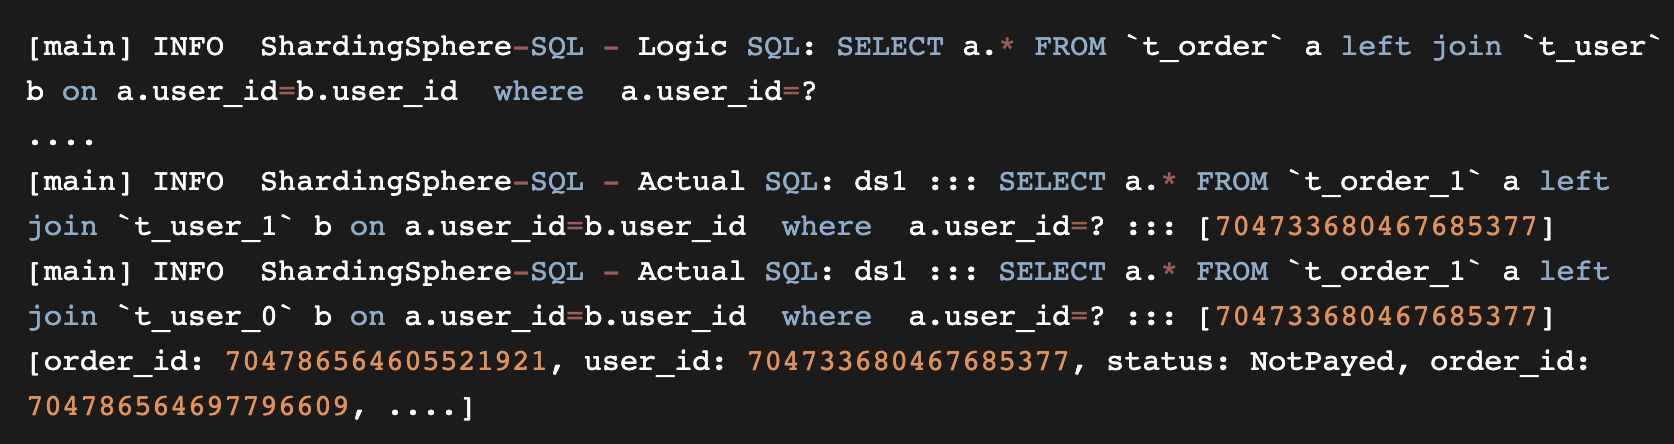 [main] INFO  ShardingSphere-SQL - Logic SQL: SELECT a.* FROM `t_order` a left join `t_user`
b on a.user_id=b.user_id  where  a.user_id=?
....
[main] INFO  ShardingSphere-SQL - Actual SQL: ds1 ::: SELECT a.* FROM `t_order_1` a left
join `t_user_1` b on a.user_id=b.user_id  where  a.user_id=? ::: [704733680467685377]
[main] INFO  ShardingSphere-SQL - Actual SQL: ds1 ::: SELECT a.* FROM `t_order_1` a left
join `t_user_0` b on a.user_id=b.user_id  where  a.user_id=? ::: [704733680467685377]
[order_id: 704786564605521921, user_id: 704733680467685377, status: NotPayed, order_id:
704786564697796609, ....]